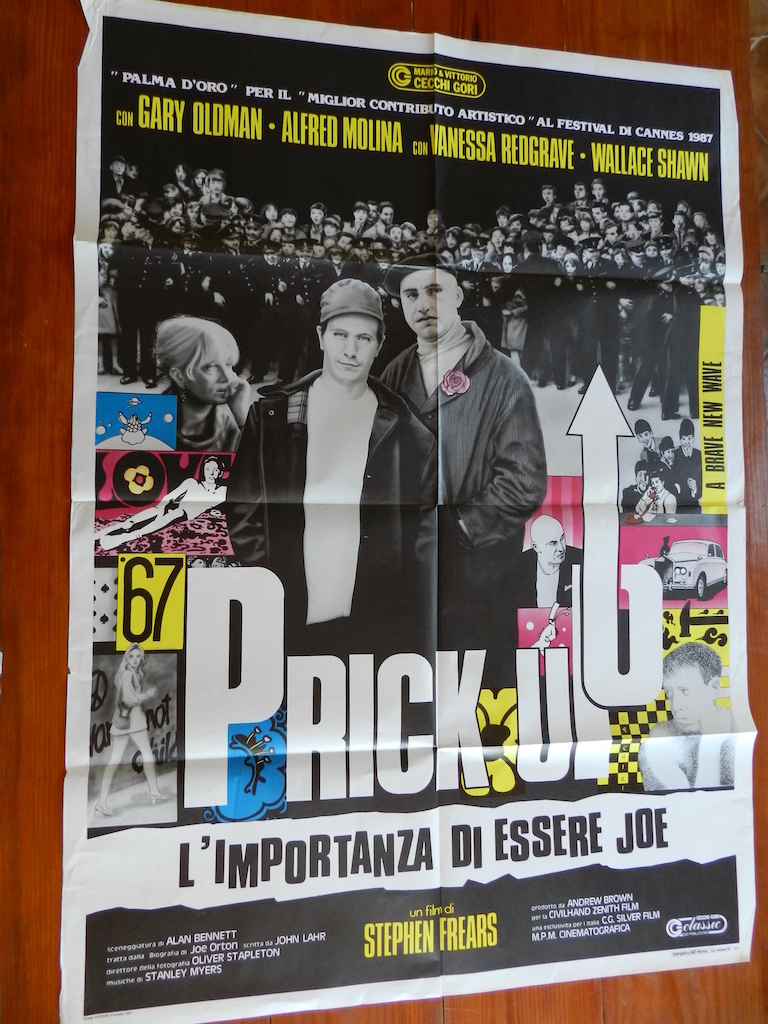 MARIO & VITTORIO
CECCHI GORI
"PALMA D'ORO" PER IL "MIGLIOR CONTRIBUTO ARTISTICO" AL FESTIVAL DI CANNES 1987
CON GARY OLDMAN • ALFRED MOLINA CON VANESSA REDGRAVE • WALLACE SHAWN
A BRAVE NEW WAVE
LOVE
'67
PRICK UP
L'IMPORTANZA DI ESSERE JOE
un film di
STEPHEN FREARS
sceneggiatura di ALAN BENNETT
tratta dalla Biografia di Joe Orton scritta da JOHN LAHR
direttore della fotografia OLIVER STAPLETON
musiche di STANLEY MYERS
prodotto da ANDREW BROWN
per la CIVILHAND ZENITH FILM
una esclusività per l'Italia C.G. SILVER FILM
M.P.M. CINEMATOGRAFICA
CECCHI GORI
classic